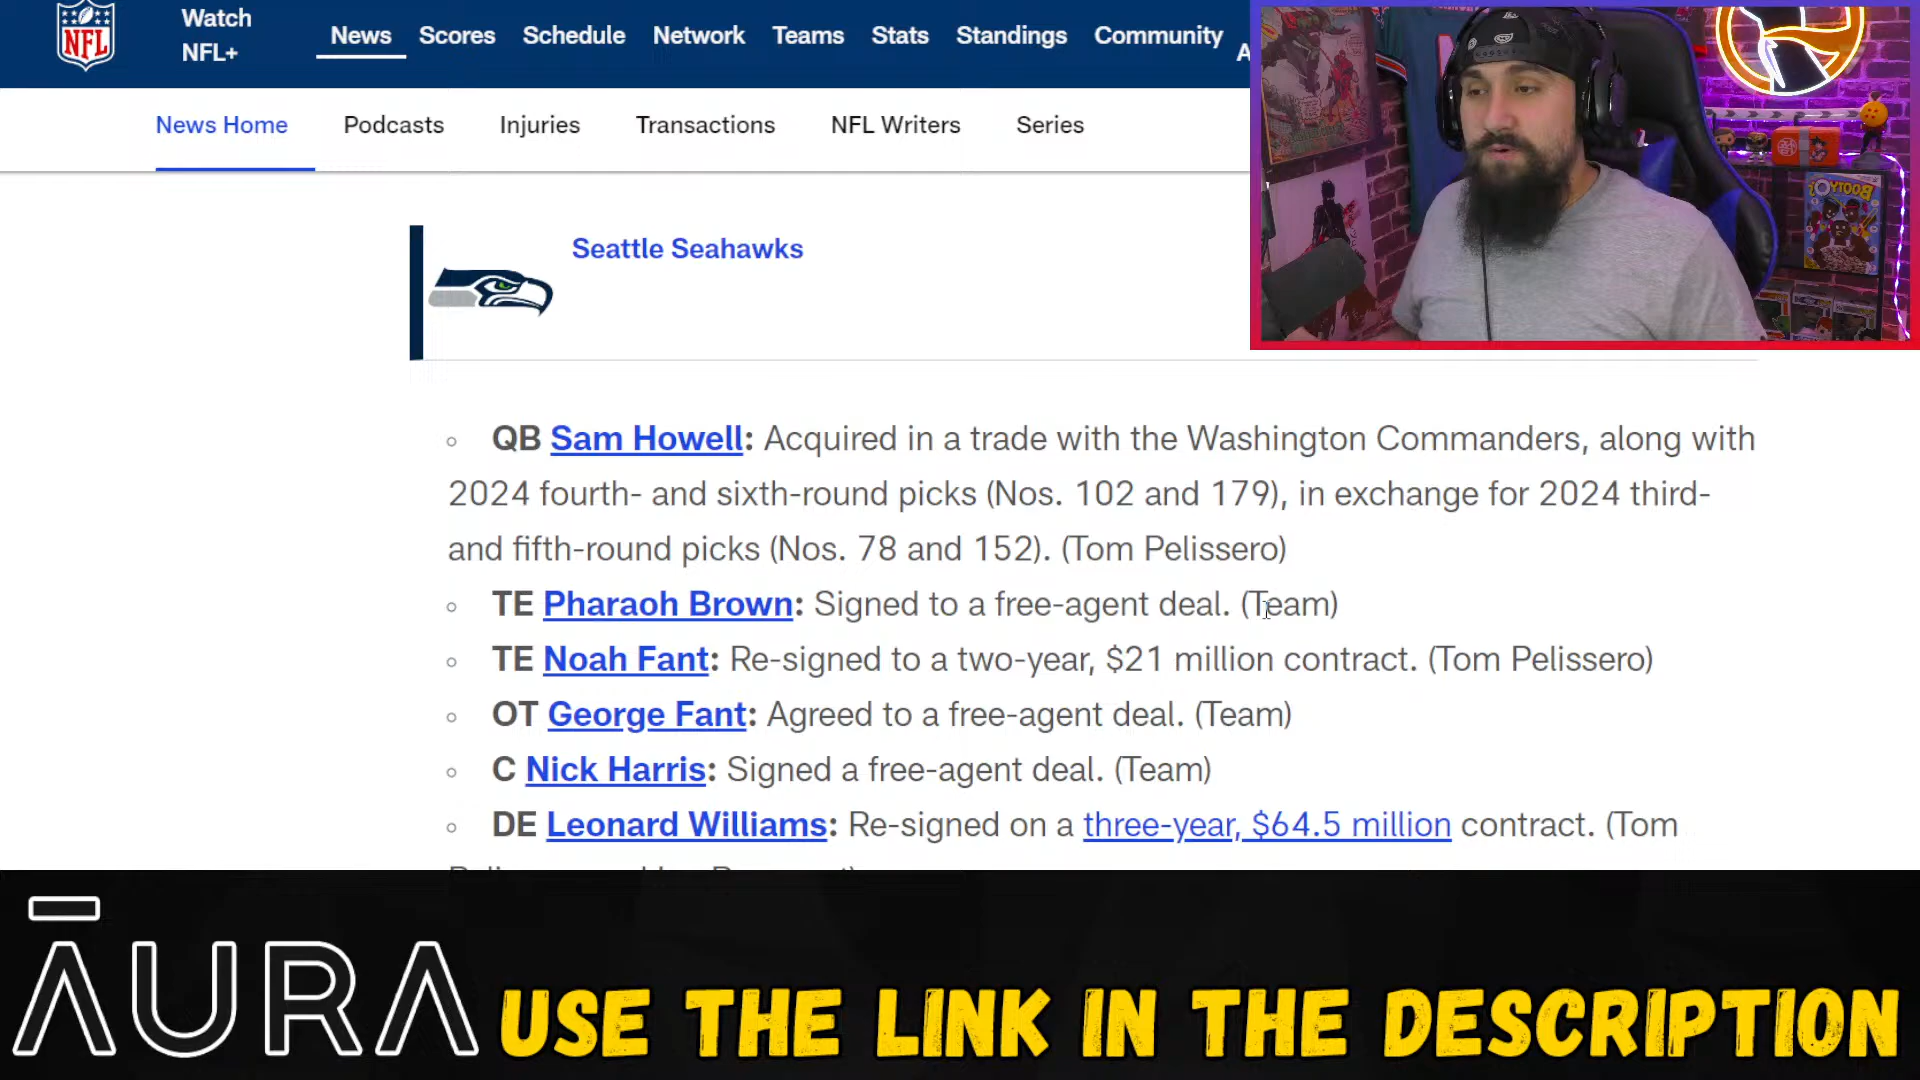 NFL
Watch
NFL+
News Scores Schedule Network Teams Stats Standings Community
A
News Home Podcasts Injuries Transactions NFL Writers Series
Seattle Seahawks
QB Sam Howell: Acquired in a trade with the Washington Commanders, along with
2024 fourth- and sixth-round picks (Nos. 102 and 179), in exchange for 2024 third-
and fifth-round picks (Nos. 78 and 152). (Tom Pelissero)
TE Pharaoh Brown: Signed to a free-agent deal. (Team)
TE Noah Fant: Re-signed to a two-year, $21 million contract. (Tom Pelissero)
OT George Fant: Agreed to a free-agent deal. (Team)
C Nick Harris: Signed a free-agent deal. (Team)
DE Leonard Williams: Re-signed on a three-year, $64.5 million contract. (Tom
ĀURA USE THE LINK IN THE DESCRIPTION